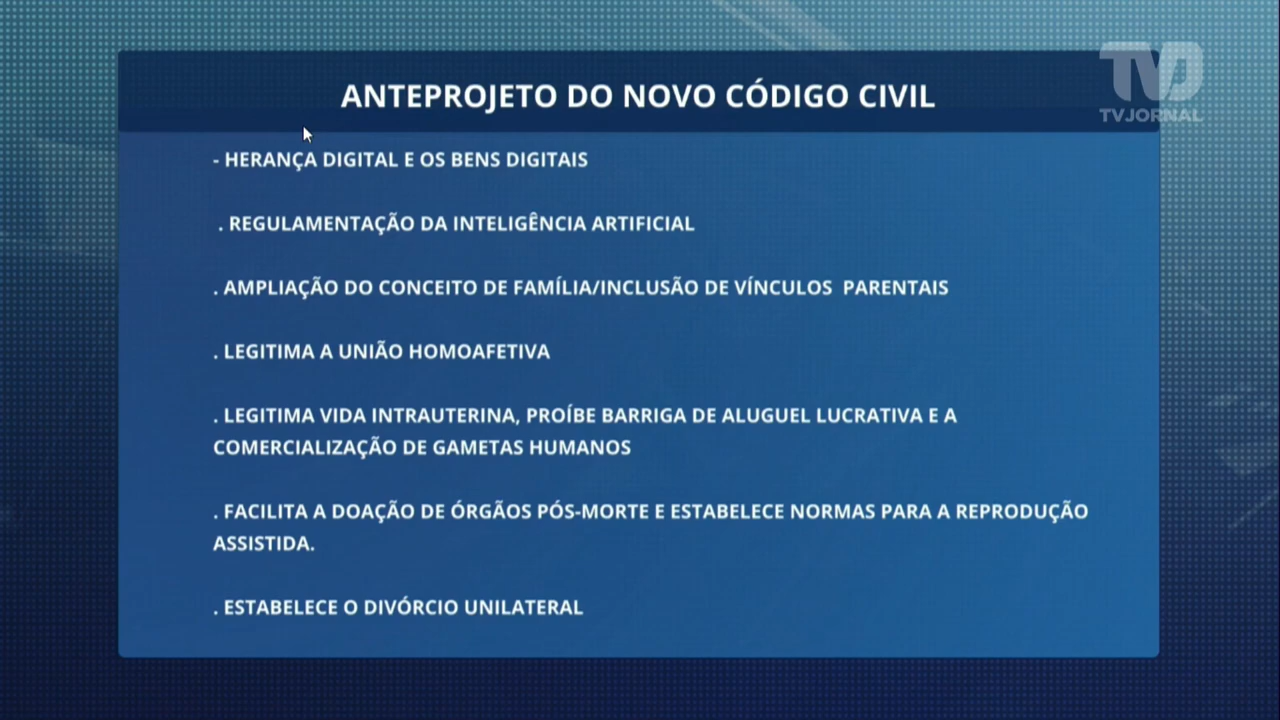 ANTEPROJETO DO NOVO CÓDIGO CIVIL
TVJORNAL
- HERANÇA DIGITAL E OS BENS DIGITAIS
. REGULAMENTAÇÃO DA INTELIGÊNCIA ARTIFICIAL
. AMPLIAÇÃO DO CONCEITO DE FAMÍLIA/INCLUSÃO DE VÍNCULOS  PARENTAIS
. LEGITIMA A UNIÃO HOMOAFETIVA
. LEGITIMA VIDA INTRAUTERINA, PROÍBE BARRIGA DE ALUGUEL LUCRATIVA E A
COMERCIALIZAÇÃO DE GAMETAS HUMANOS
. FACILITA A DOAÇÃO DE ÓRGÃOS PÓS-MORTE E ESTABELECE NORMAS PARA A REPRODUÇÃO
ASSISTIDA.
. ESTABELECE O DIVÓRCIO UNILATERAL